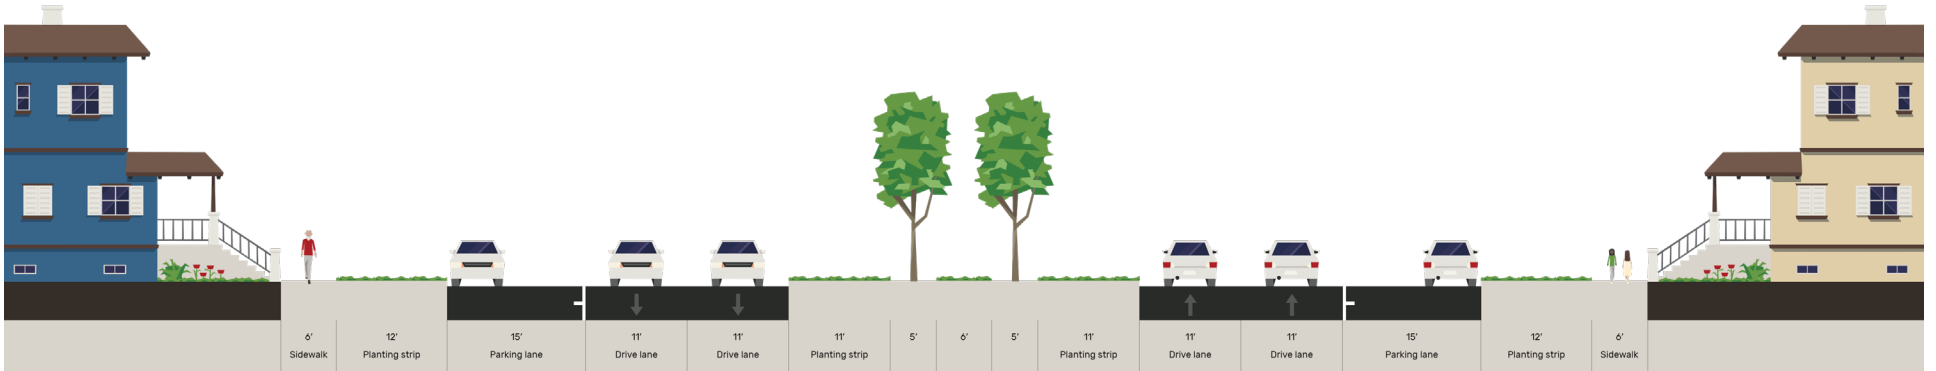 6′ 12′ 15′ 11′ 11′ 11′ 5′ 6′ 5′ 11′ 11′ 11′ 15′ 12′ 6′
Sidewalk Planting strip Parking lane Drive lane Drive lane Planting strip Planting strip Drive lane Drive lane Parking lane Planting strip Sidewalk